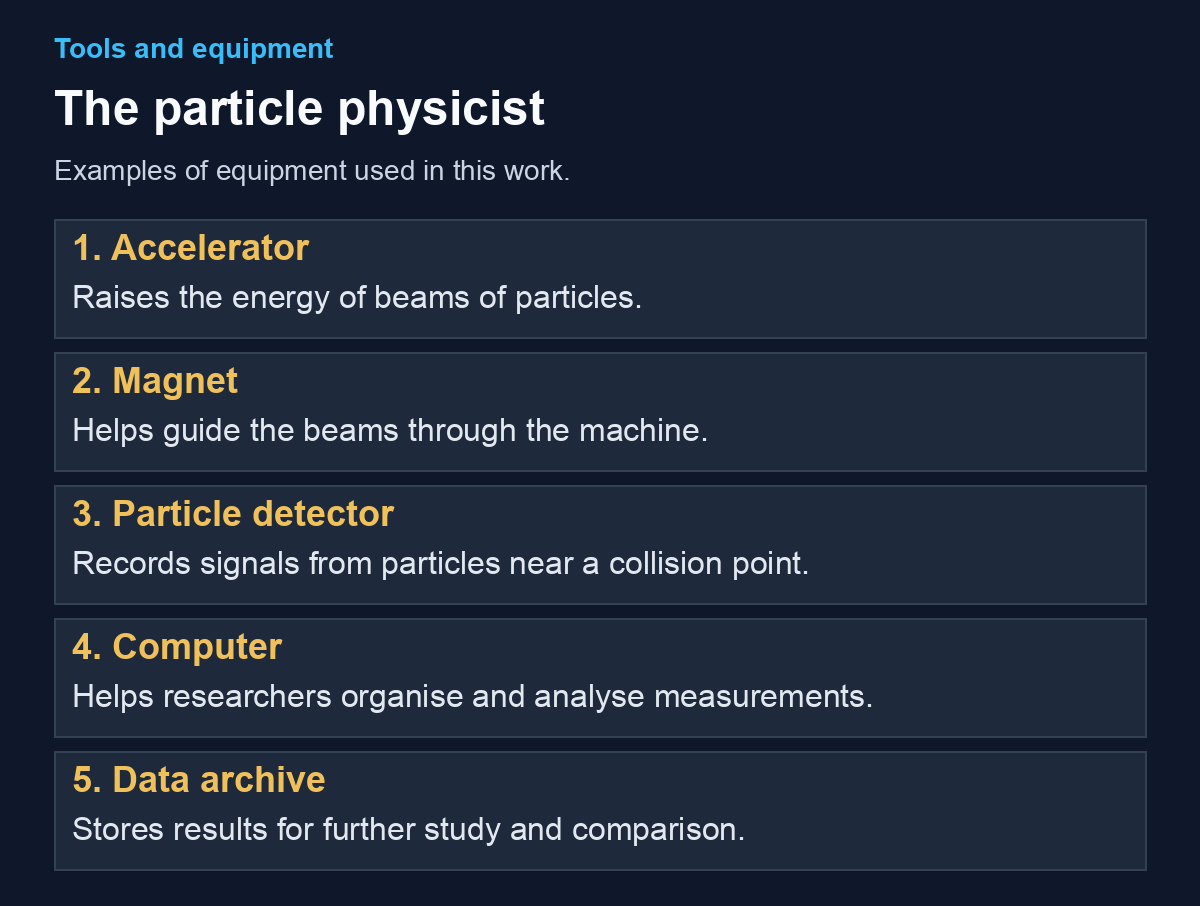 Tools and equipment
The particle physicist
Examples of equipment used in this work.
1. Accelerator
Raises the energy of beams of particles.
2. Magnet
Helps guide the beams through the machine.
3. Particle detector
Records signals from particles near a collision point.
4. Computer
Helps researchers organise and analyse measurements.
5. Data archive
Stores results for further study and comparison.